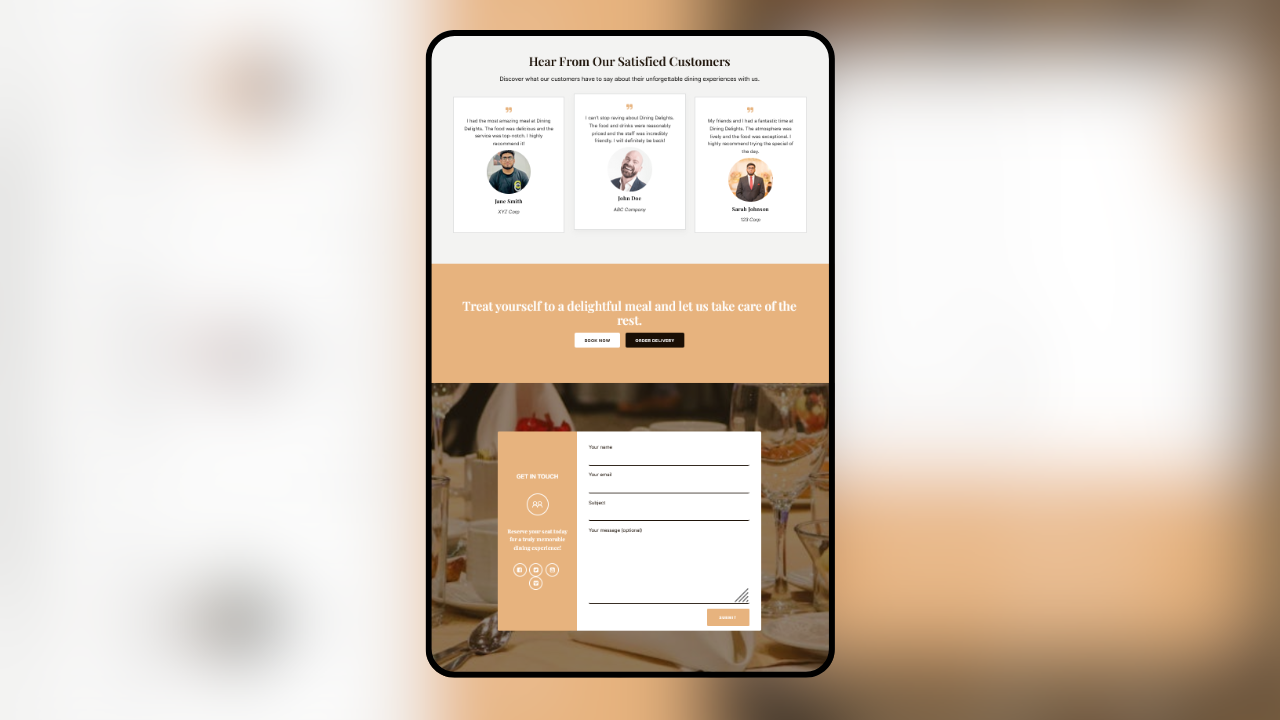 Hear From Our Satisfied Customers
Discover what our customers have to say about their unforgettable dining experiences with us.
I had the most amazing meal at Dining
Delights. The food was delicious and the
service was top-notch. I highly
recommend it!
Jane Smith
XYZ Corp
I can't stop raving about Dining Delights.
The food and drinks were reasonably
priced and the staff was incredibly
friendly. I will definitely be back!
John Doe
ABC Company
My friends and I had a fantastic time at
Dining Delights. The atmosphere was
lively and the food was exceptional. I
highly recommend trying the special of
the day.
Sarah Johnson
123 Corp
Treat yourself to a delightful meal and let us take care of the
rest.
BOOK NOW
ORDER DELIVERY
GET IN TOUCH
Reserve your seat today
for a truly memorable
dining experience!
Your name
Your email
Subject
Your message (optional)
SUBMIT